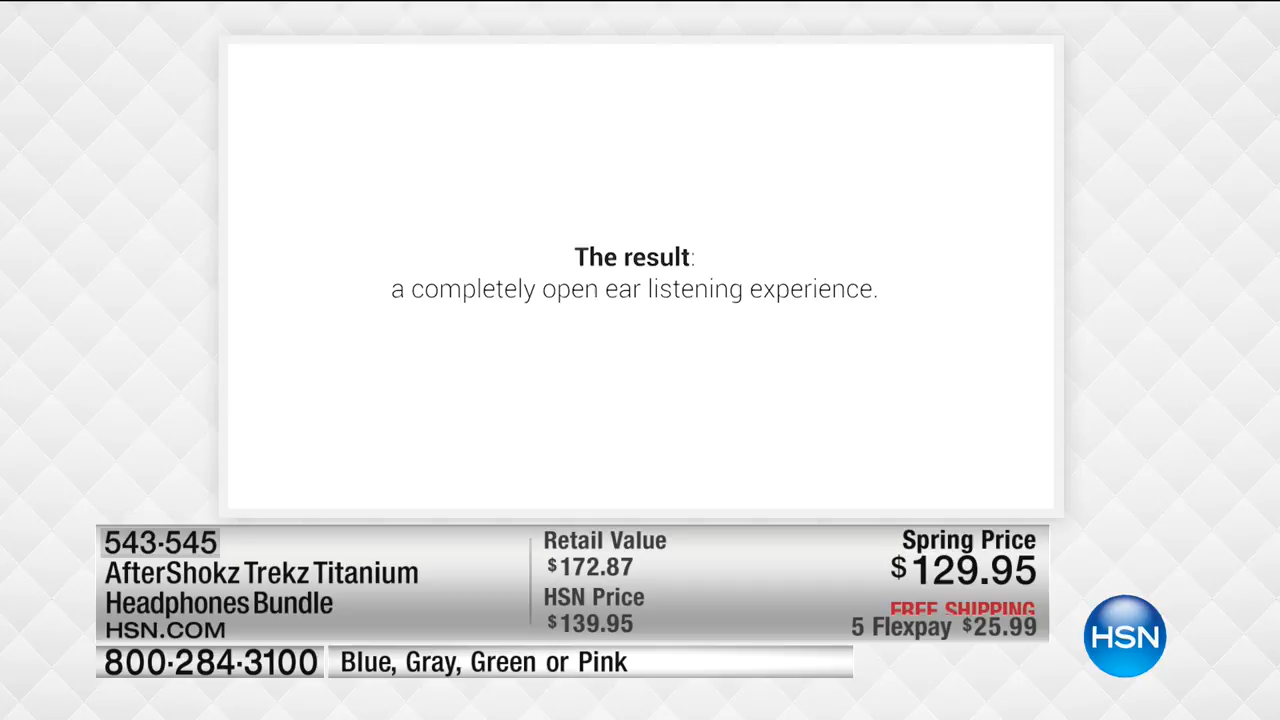 The result:
a completely open ear listening experience.
543-545
AfterShokz Trekz Titanium
Headphones Bundle
HSN.COM
Retail Value
$172.87
HSN Price
$139.95
Spring Price
$129.95
FREE SHIPPING
5 Flexpay $25.99
800-284-3100
Blue, Gray, Green or Pink
HSN